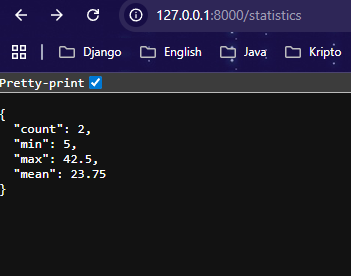 127.0.0.1:8000/statistics
Django English Java Kripto
Pretty-print
{
  "count": 2,
  "min": 5,
  "max": 42.5,
  "mean": 23.75
}